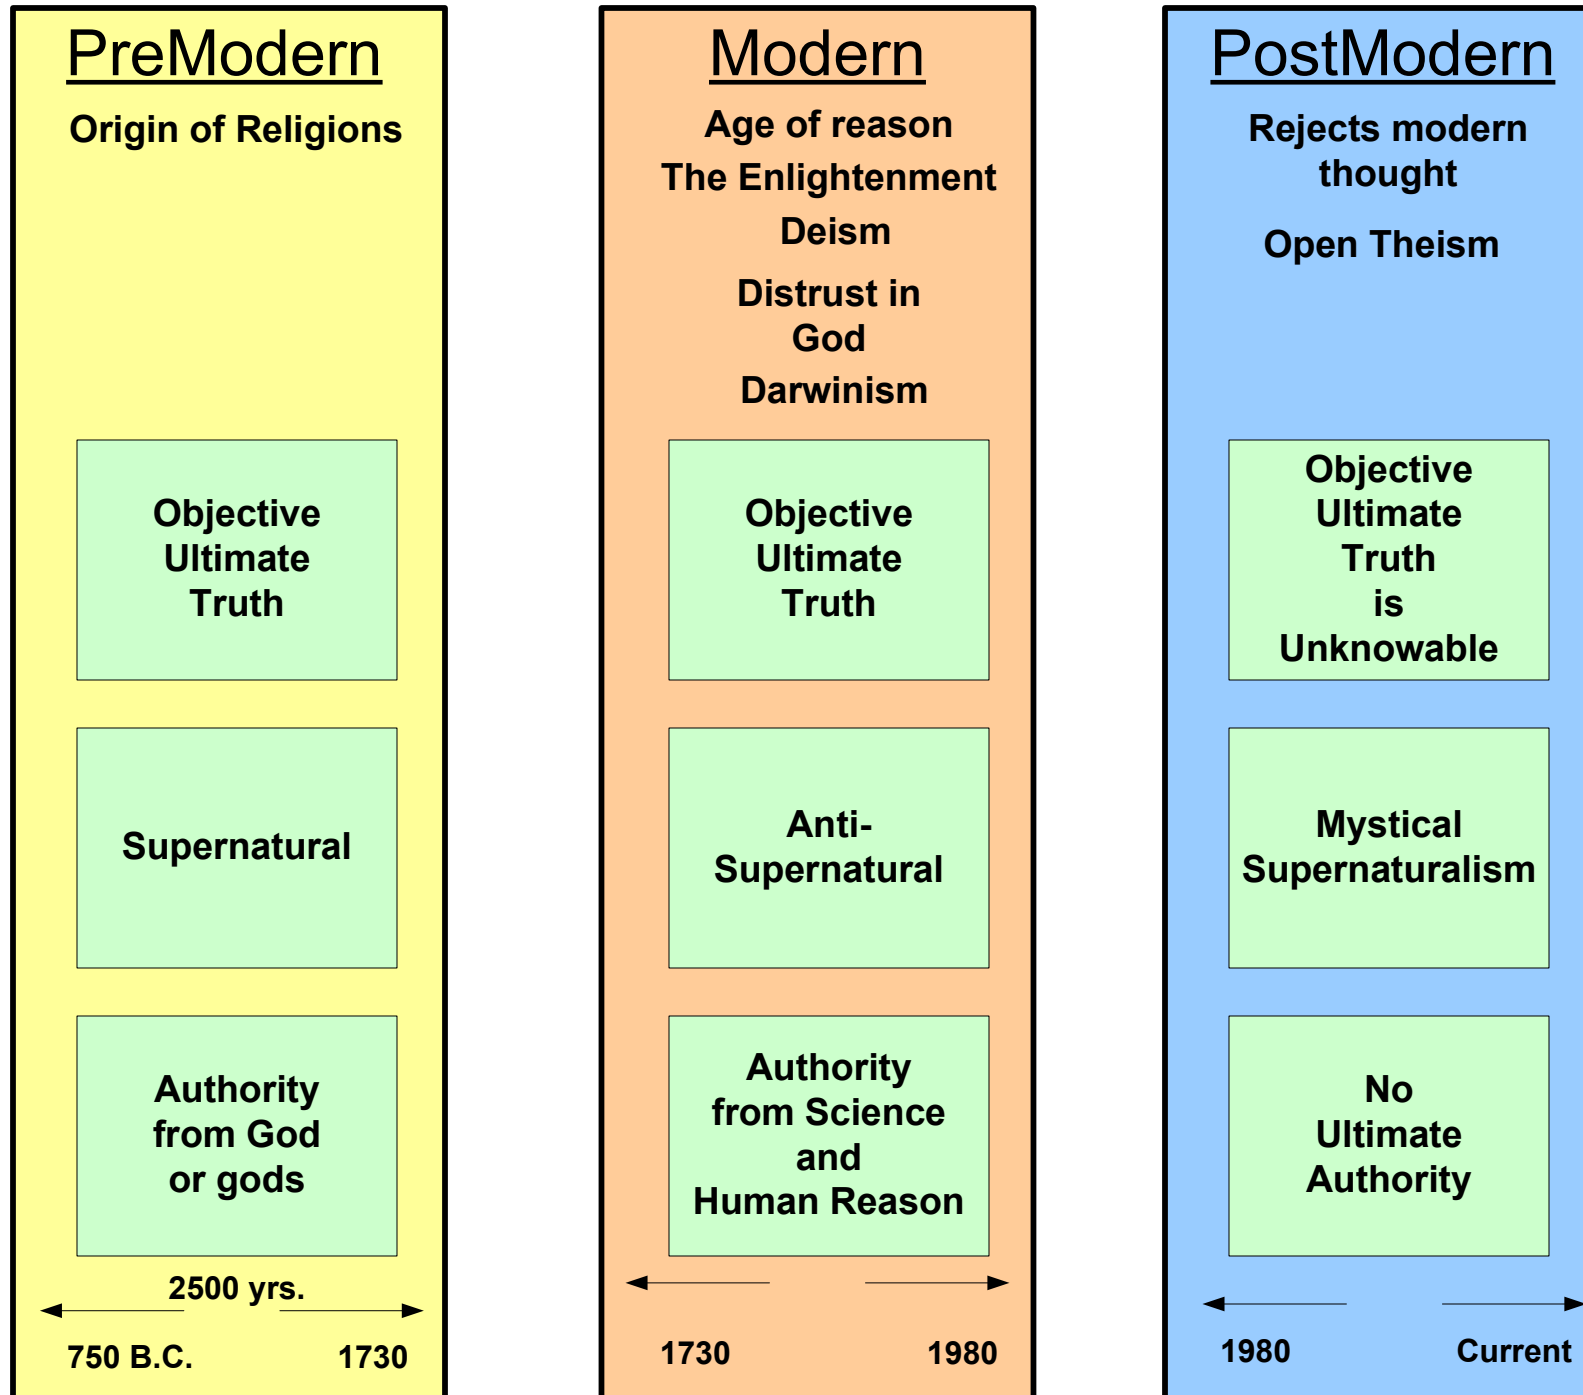 PreModern
Origin of Religions
Objective
Ultimate
Truth
Supernatural
Authority
from God
or gods
2500 yrs.
750 B.C.
1730
Modern
Age of reason
The Enlightenment
Deism
Distrust in
God
Darwinism
Objective
Ultimate
Truth
Anti-
Supernatural
Authority
from Science
and
Human Reason
1730
1980
PostModern
Rejects modern
thought
Open Theism
Objective
Ultimate
Truth
is
Unknowable
Mystical
Supernaturalism
No
Ultimate
Authority
1980
Current